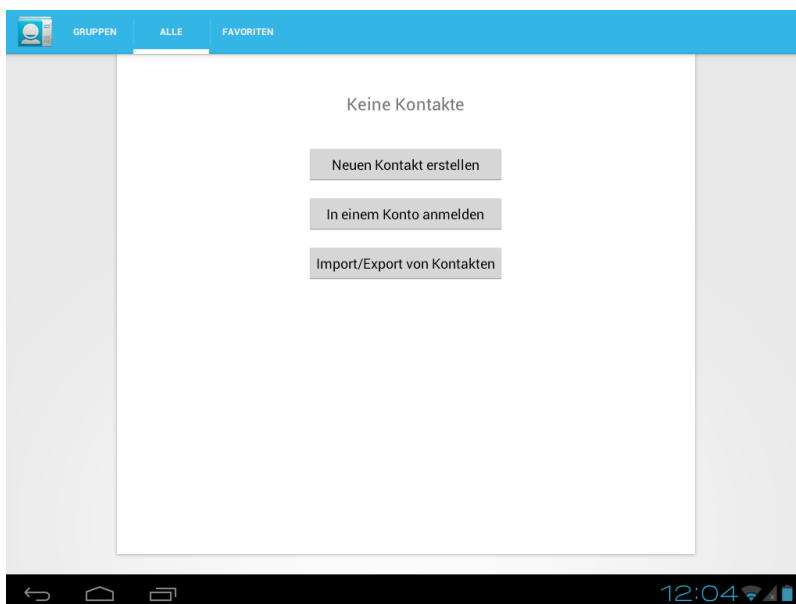 GRUPPEN ALLE FAVORITEN
Keine Kontakte
Neuen Kontakt erstellen
In einem Konto anmelden
Import/Export von Kontakten
12:04